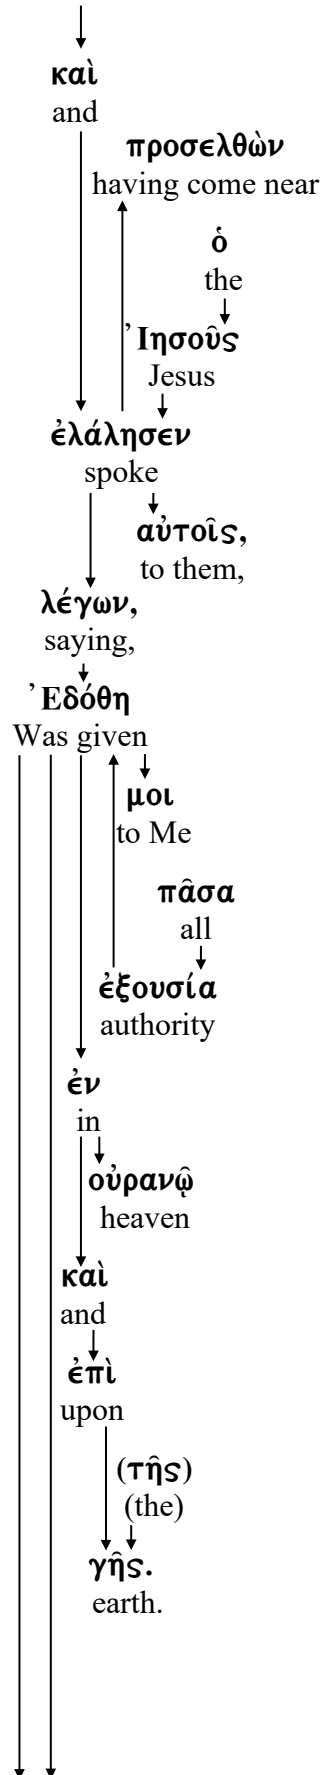 καὶ
and
προσελθὼν
having come near
ὁ
the
Ἰησοῦς
Jesus
ἐλάλησεν
spoke
αὐτοῖς,
to them,
λέγων,
saying,
Ἐδόθη
Was given
μοι
to Me
πᾶσα
all
ἐξουσία
authority
ἐν
in
οὐρανῷ
heaven
καὶ
and
ἐπὶ
upon
(τῆς)
(the)
γῆς.
earth.